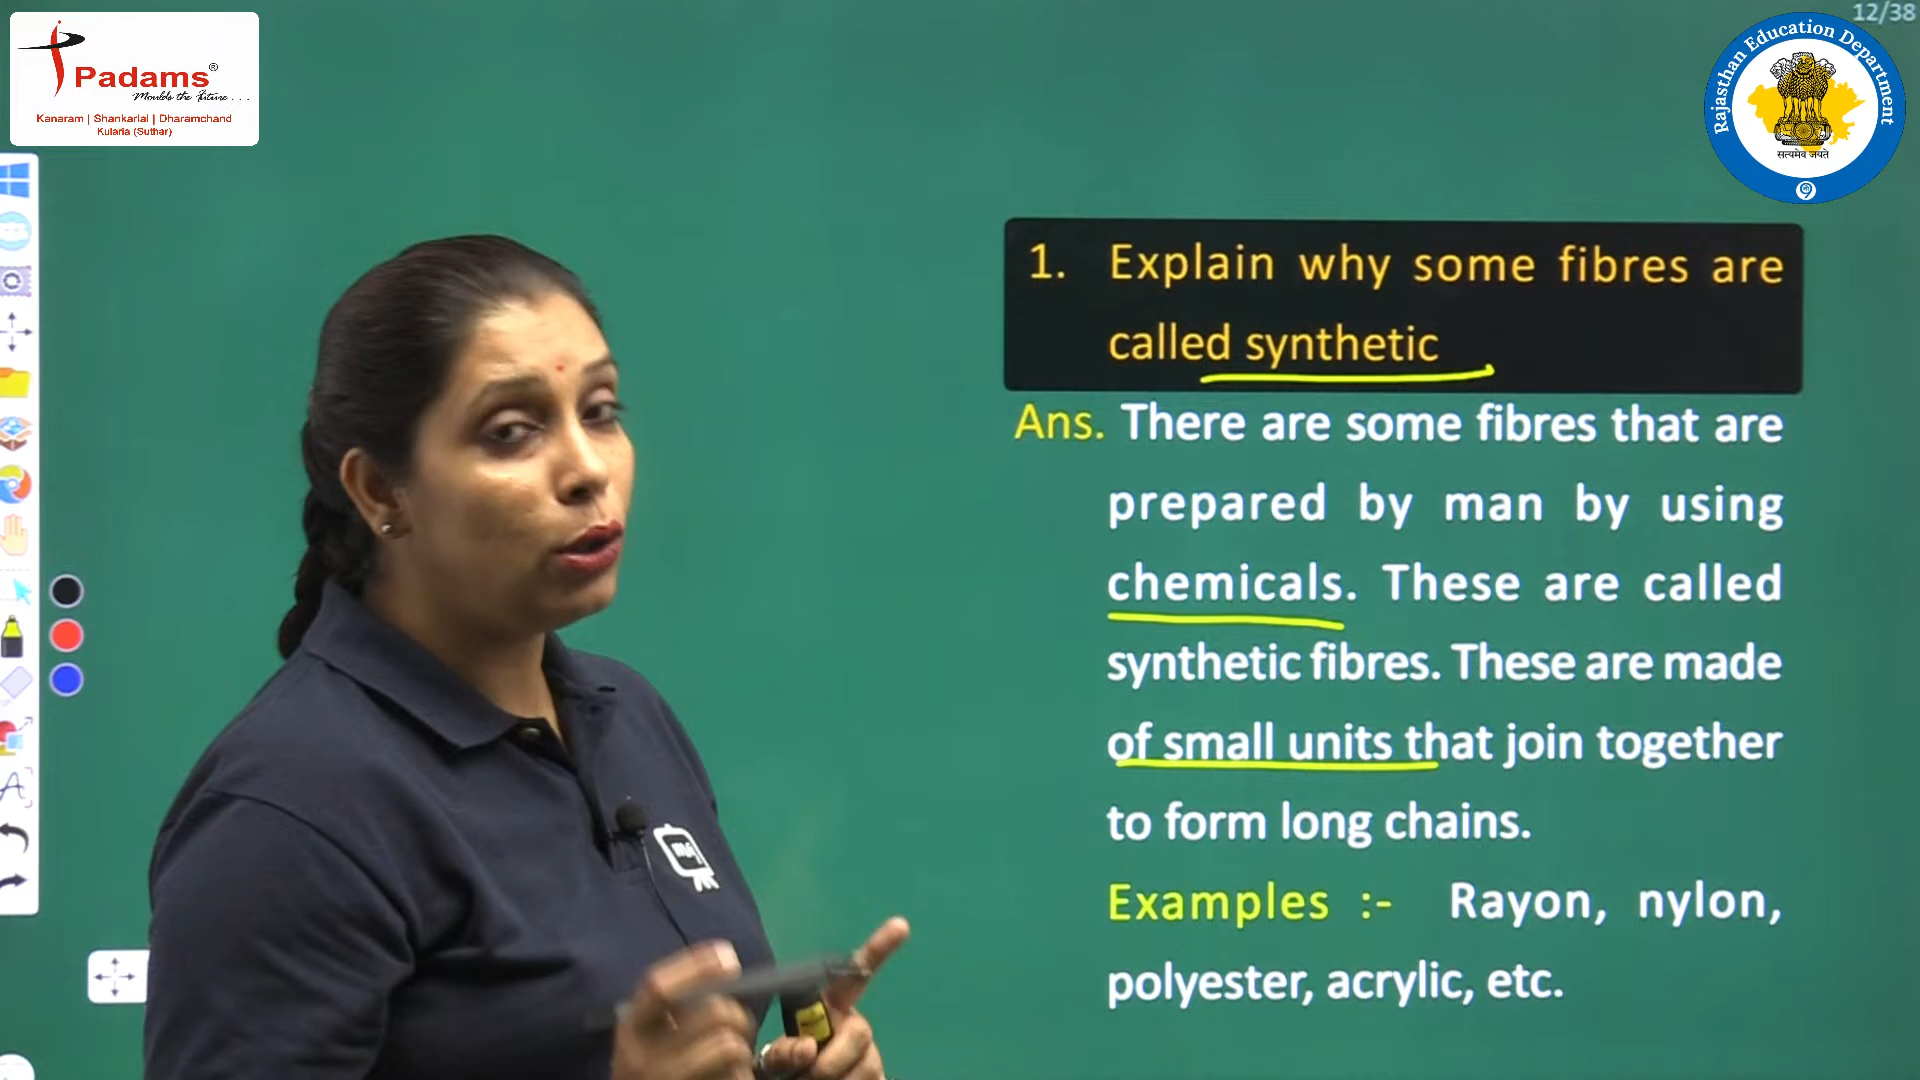 12/38
Padams®
Moulds the Future . . .
Kanaram | Shankarlal | Dharamchand
Kularia (Suthar)
Rajasthan Education Department
सत्यमेव जयते
1. Explain why some fibres are
called synthetic
Ans. There are some fibres that are
prepared by man by using
chemicals. These are called
synthetic fibres. These are made
of small units that join together
to form long chains.
Examples :- Rayon, nylon,
polyester, acrylic, etc.